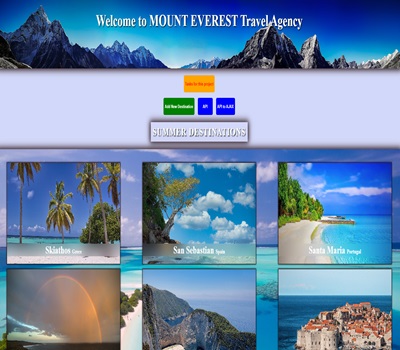 Welcome to MOUNT EVEREST Travel Agency
Tasks for this project
Add New Destination
API
API to AJAX
SUMMER DESTINATIONS
Skiathos Greece
San Sebastian Spain
Santa Maria Portugal